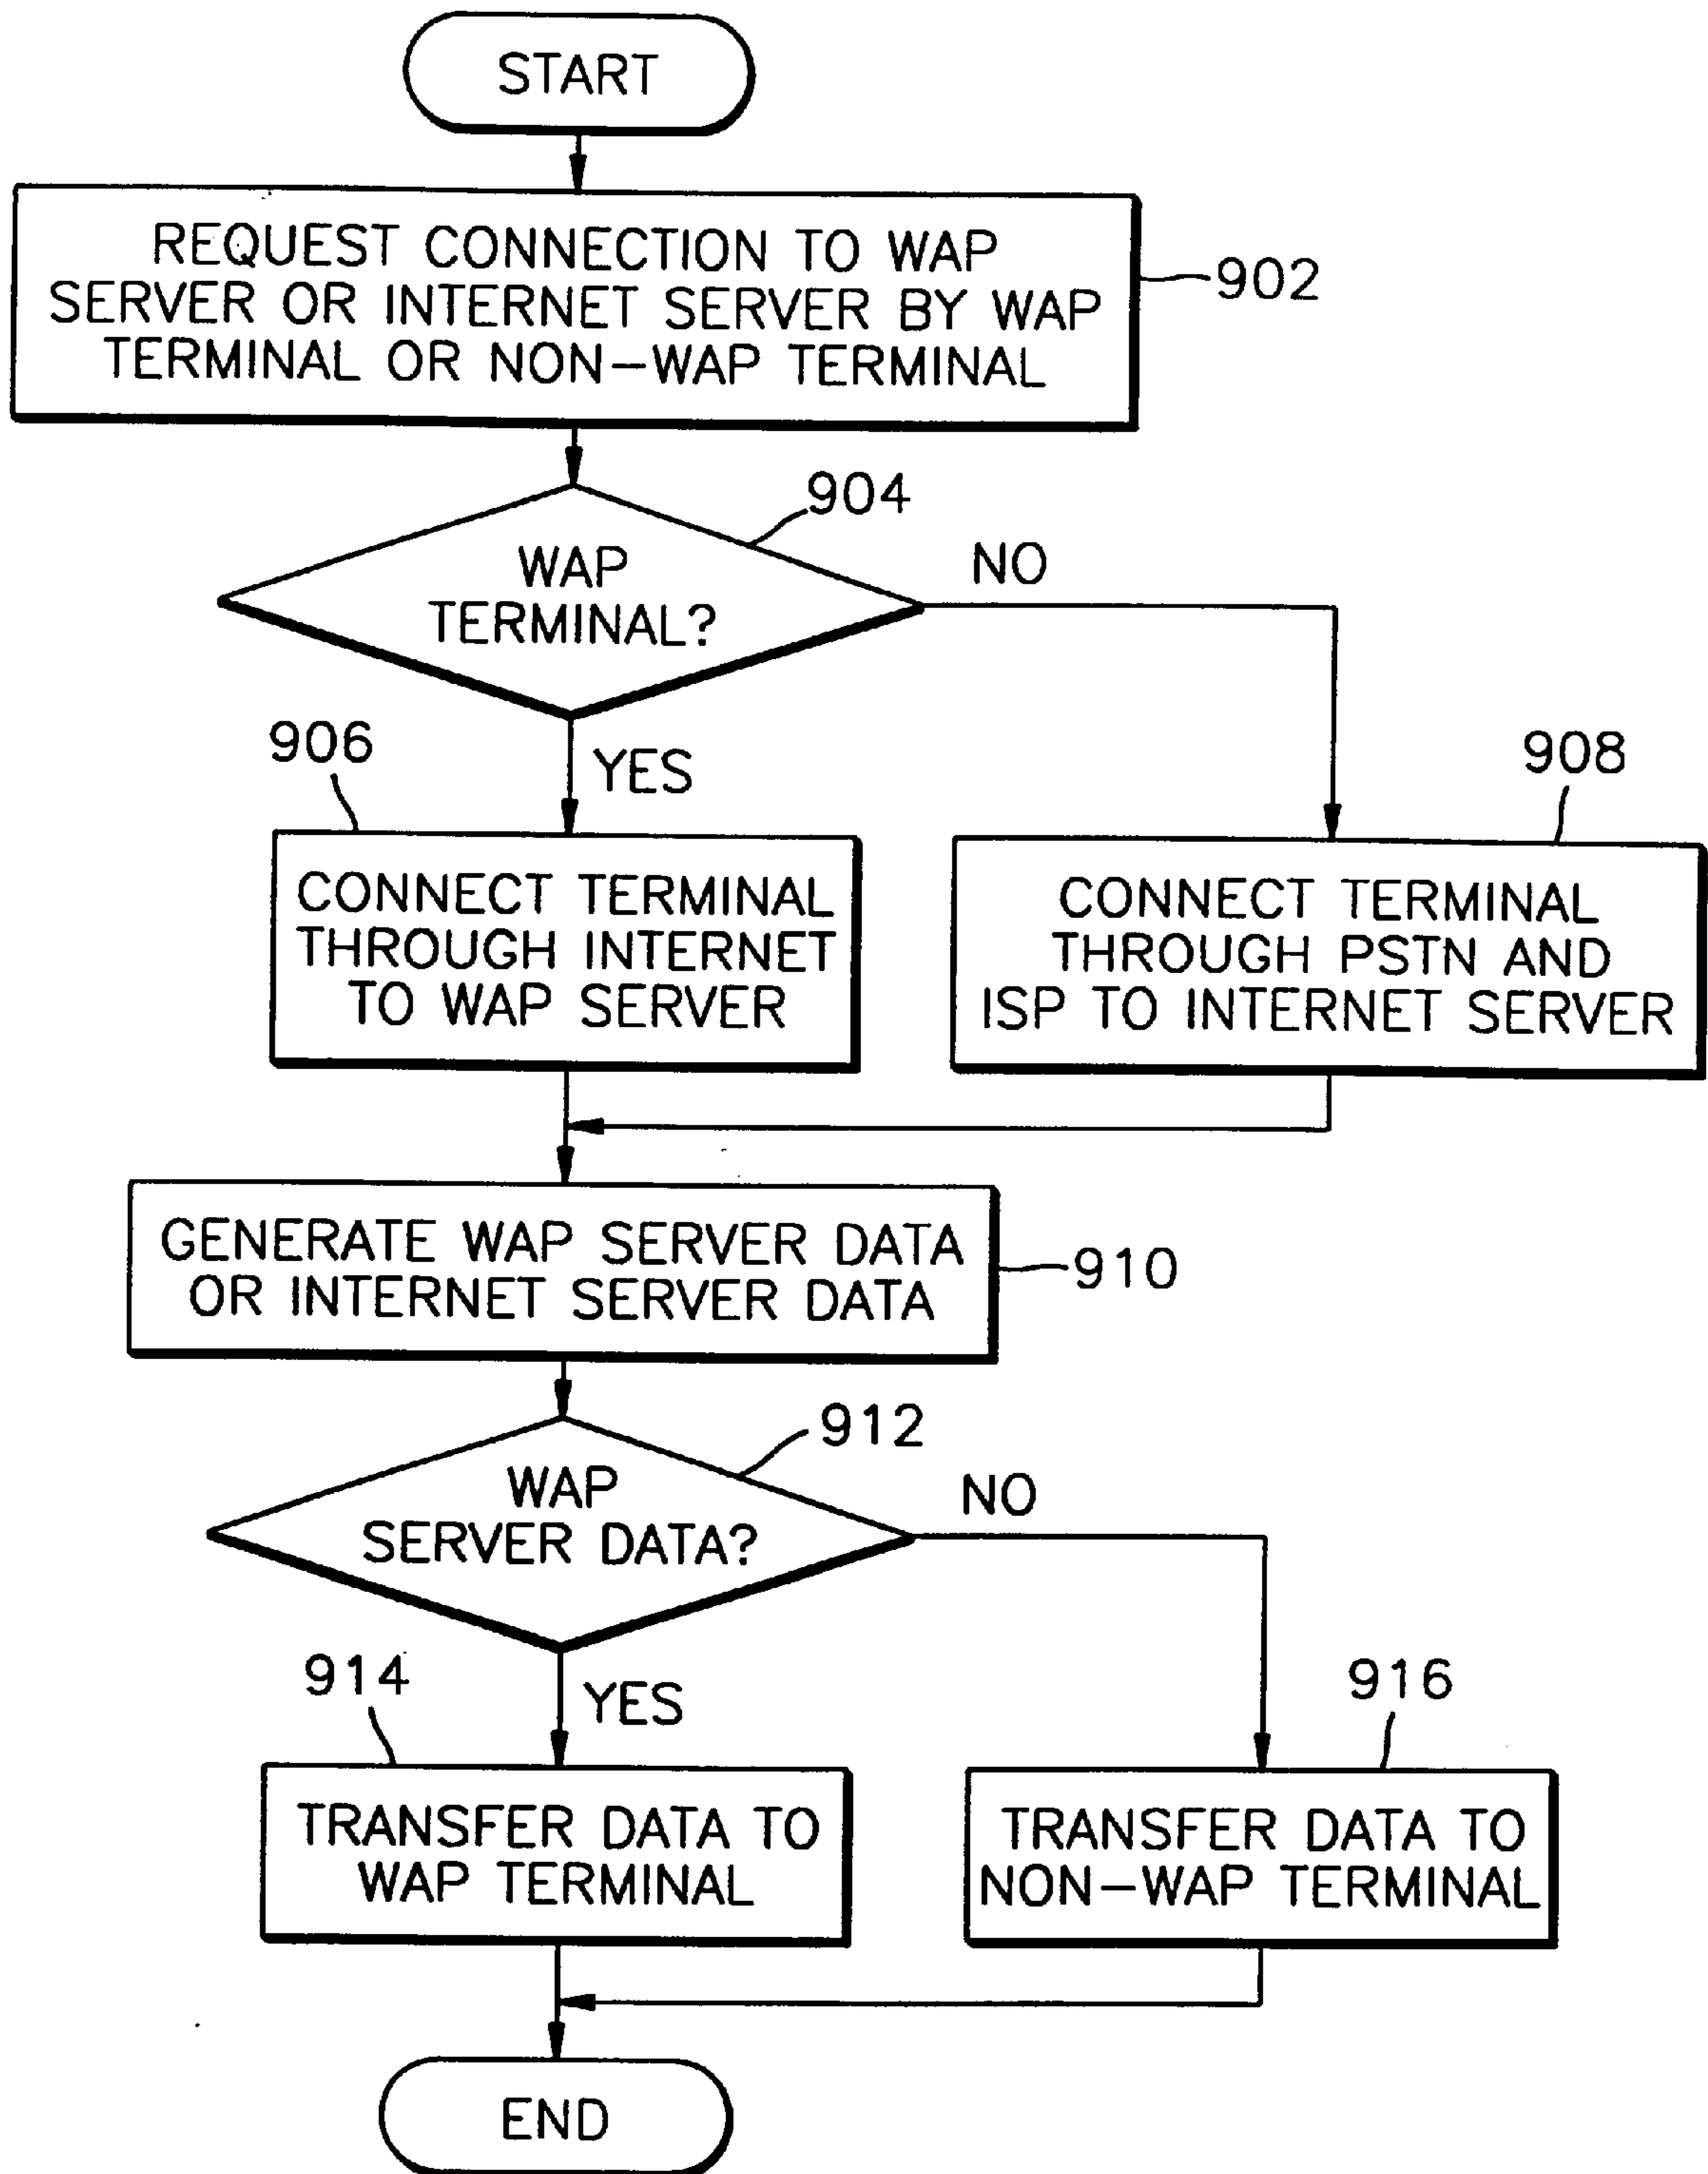 START
REQUEST CONNECTION TO WAP
SERVER OR INTERNET SERVER BY WAP
TERMINAL OR NON-WAP TERMINAL
902
904
WAP
TERMINAL?
NO
YES
906
908
CONNECT TERMINAL
THROUGH INTERNET
TO WAP SERVER
CONNECT TERMINAL
THROUGH PSTN AND
ISP TO INTERNET SERVER
GENERATE WAP SERVER DATA
OR INTERNET SERVER DATA
910
912
WAP
SERVER DATA?
NO
YES
914
916
TRANSFER DATA TO
WAP TERMINAL
TRANSFER DATA TO
NON-WAP TERMINAL
END